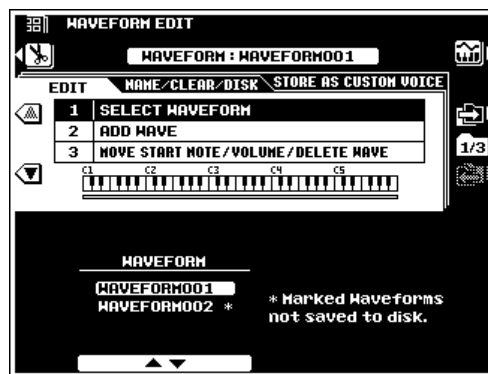 WAVEFORM EDIT
WAVEFORM : WAVEFORM001
EDIT NAME/CLEAR/DISK STORE AS CUSTOM VOICE
1 SELECT WAVEFORM
2 ADD WAVE
3 MOVE START NOTE/VOLUME/DELETE WAVE
1/3
C1 C2 C3 C4 C5
WAVEFORM
WAVEFORM001
WAVEFORM002 *
* Marked Waveforms
not saved to disk.